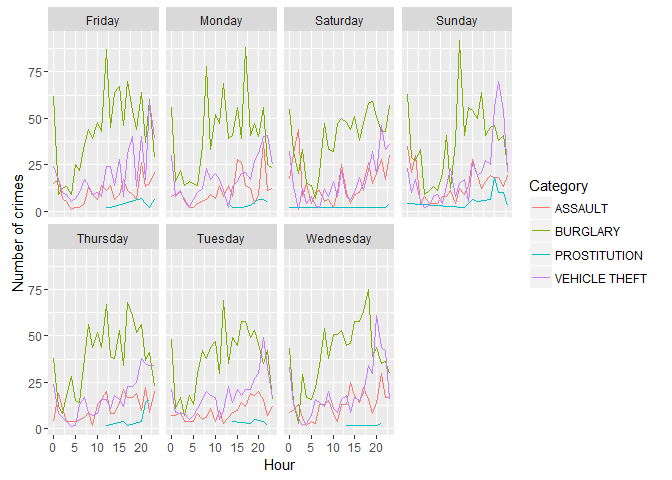 Friday Monday Saturday Sunday
75
50
25
0
Thursday Tuesday Wednesday
75
50
25
0
0 5 10 15 20 0 5 10 15 20 0 5 10 15 20
Hour
Number of crimes
Category
ASSAULT
BURGLARY
PROSTITUTION
VEHICLE THEFT